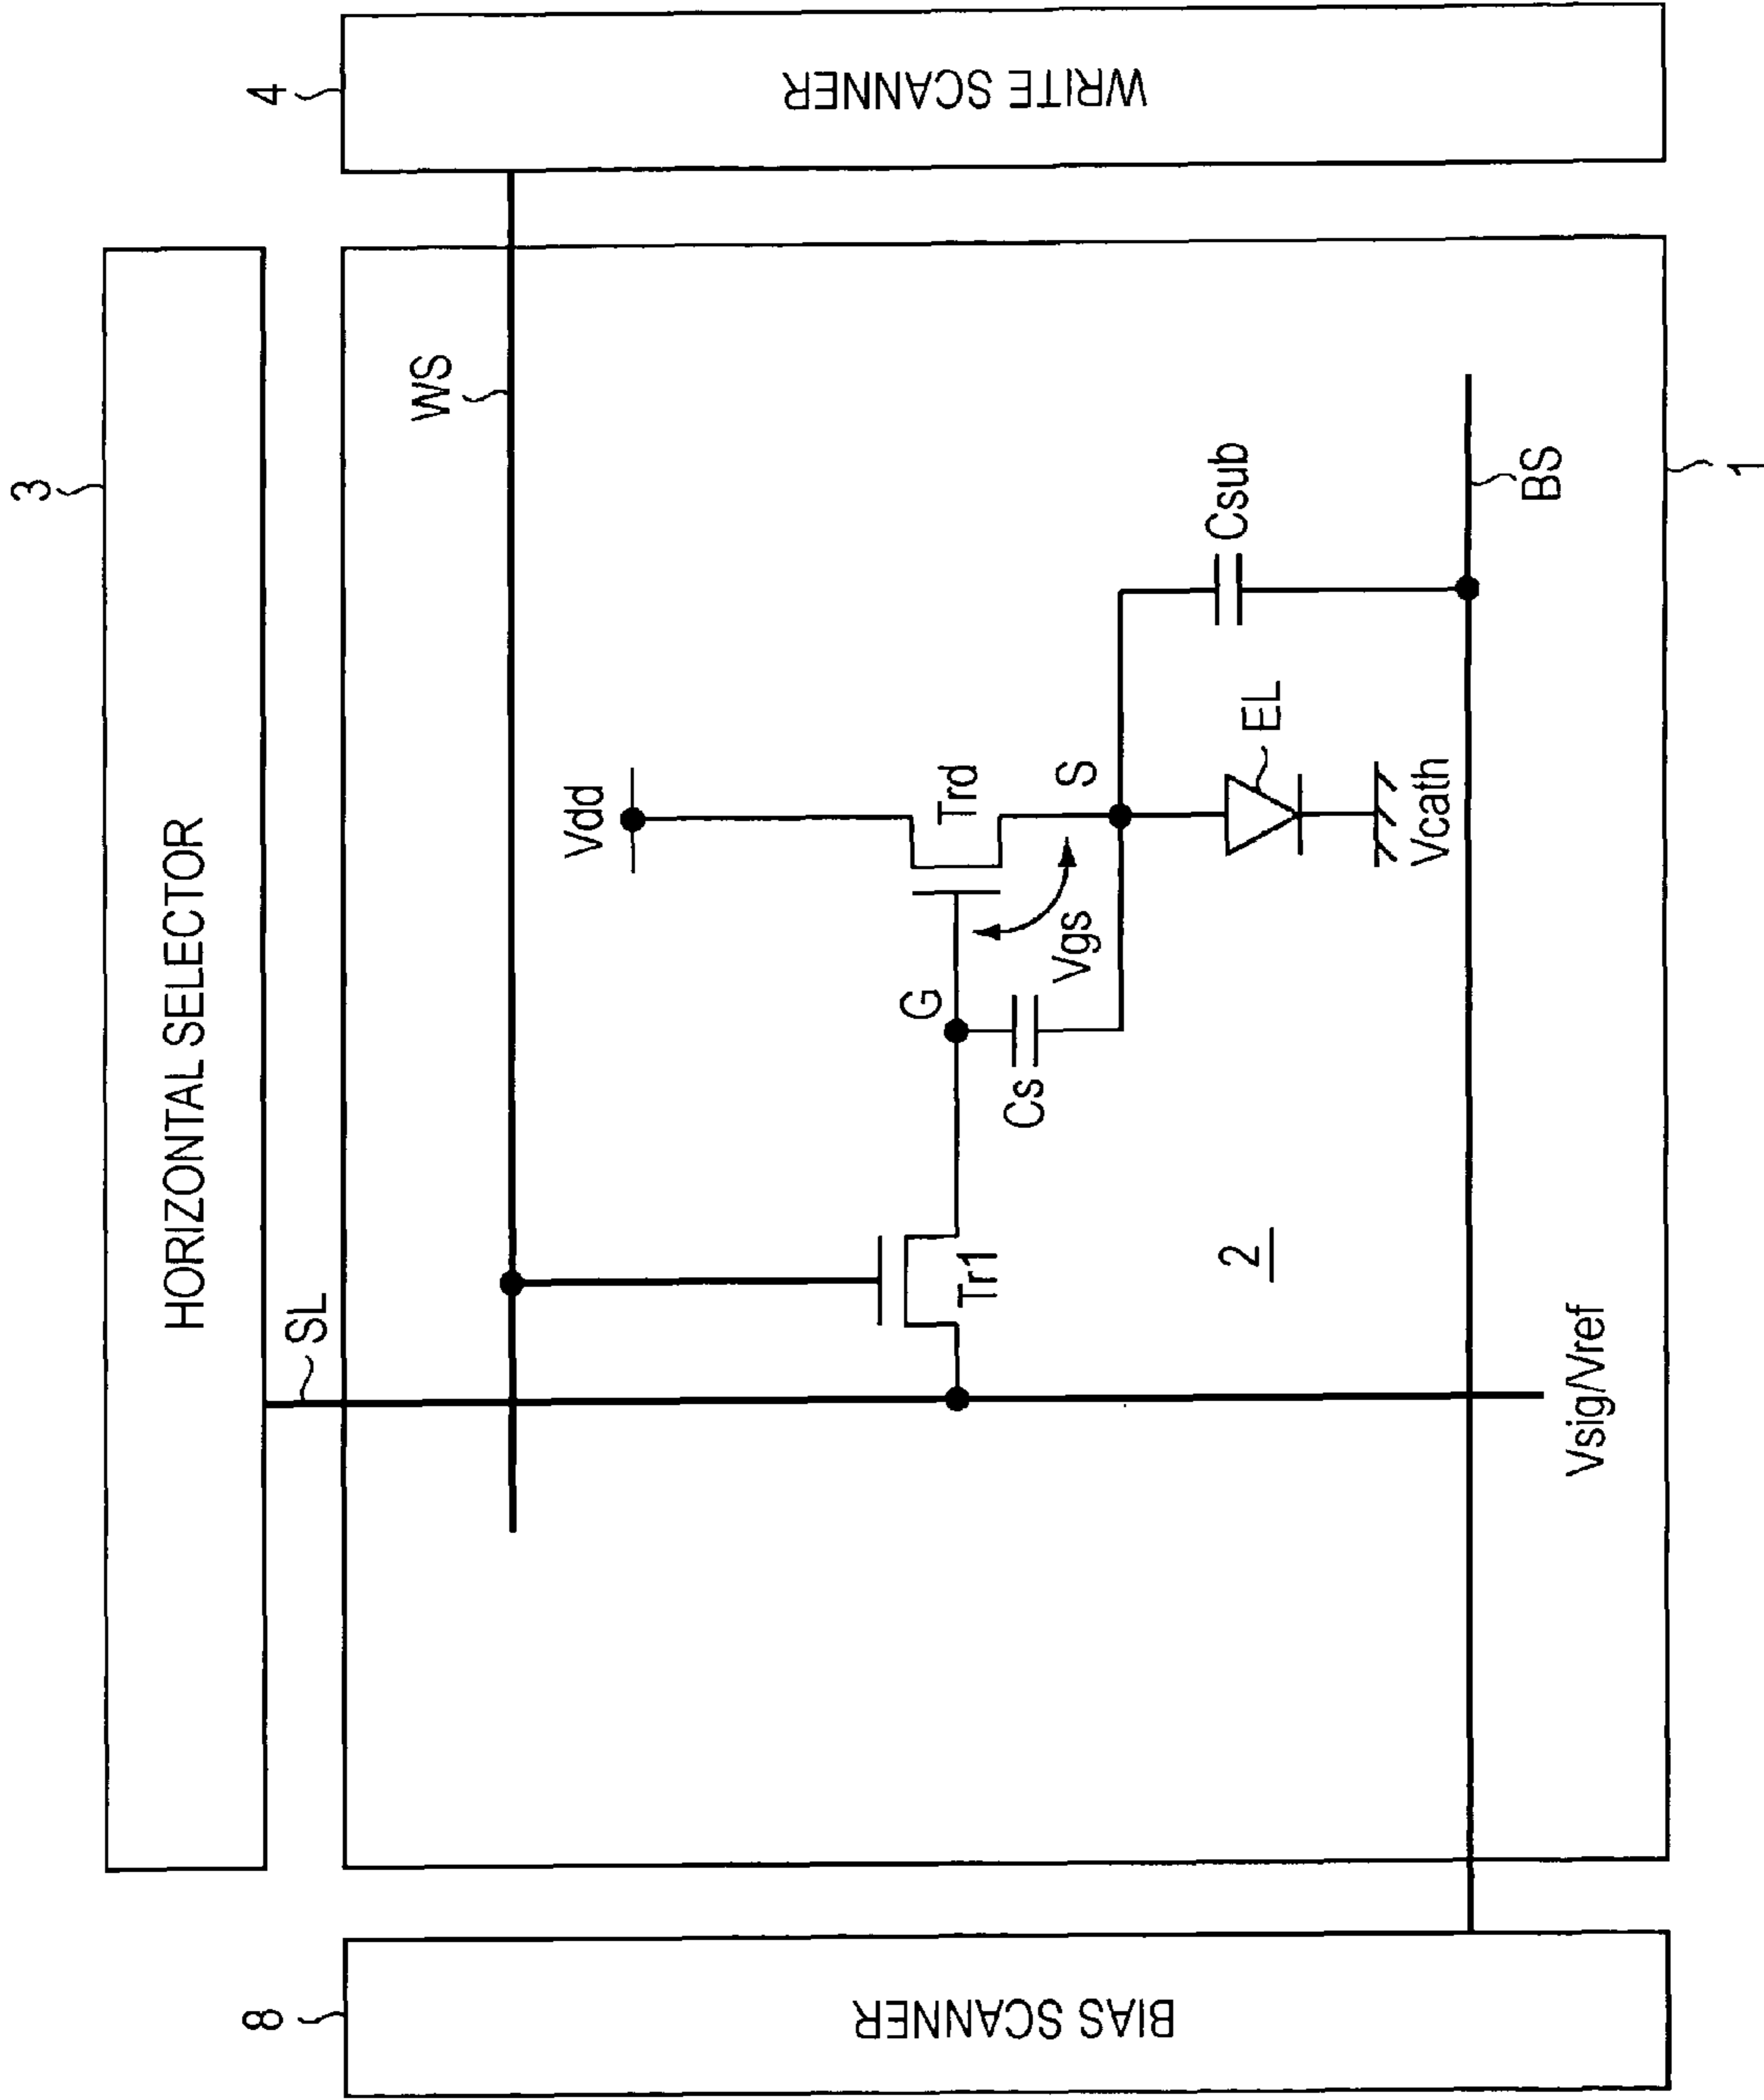 3
HORIZONTAL SELECTOR
SL
8
BIAS SCANNER
4
WRITE SCANNER
WS
Vdd
Trd
G
S
Vgs
Cs
Tr1
Csub
EL
Vcath
2
BS
Vsig/Vref
1